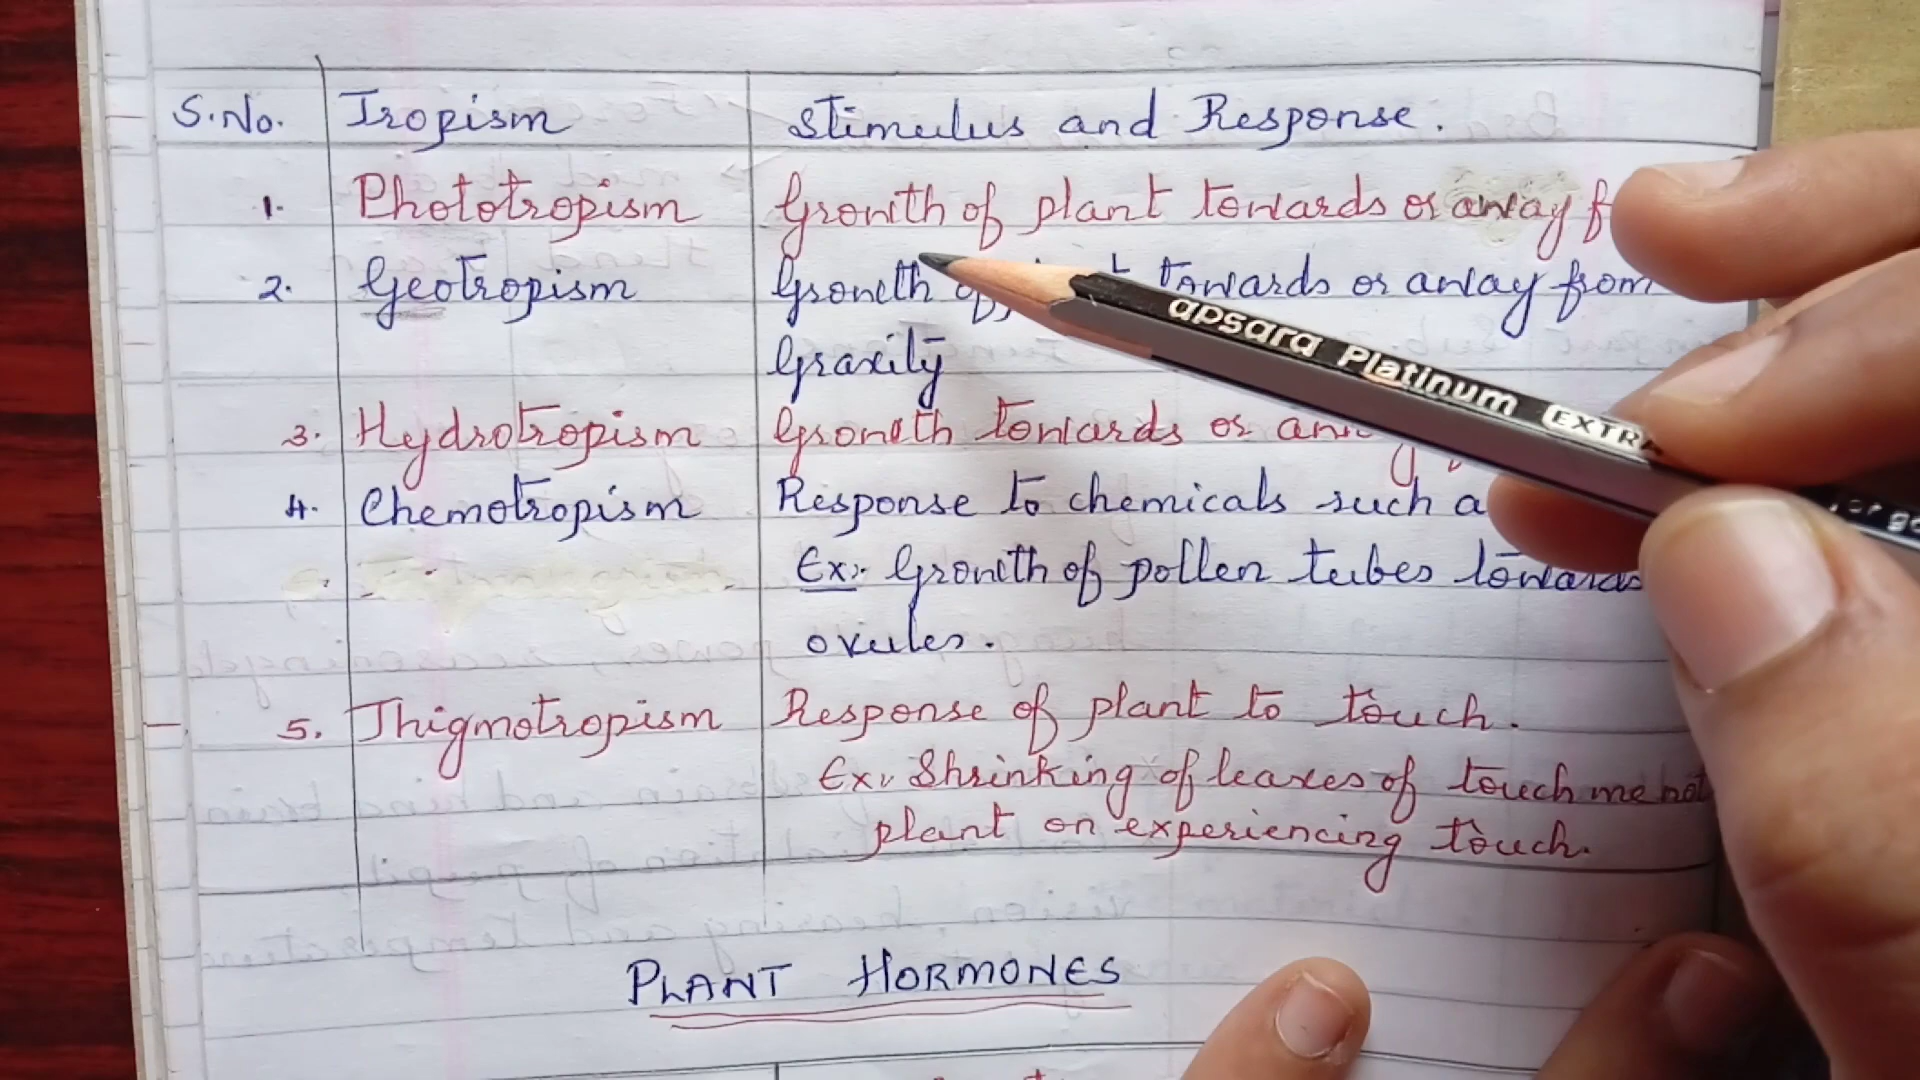 S.No. Tropism Stimulus and Response.
1. Phototropism Growth of plant towards or away f
2. Geotropism Growth of towards or away from
Gravity
3. Hydrotropism Growth towards or
4. Chemotropism Response to chemicals such a
Ex:- Growth of pollen tubes towards
ovules.
5. Thigmotropism Response of plant to touch.
Ex:- Shrinking of leaves of touch me not
plant on experiencing touch.
PLANT HORMONES
apsara Platinum EXTRA